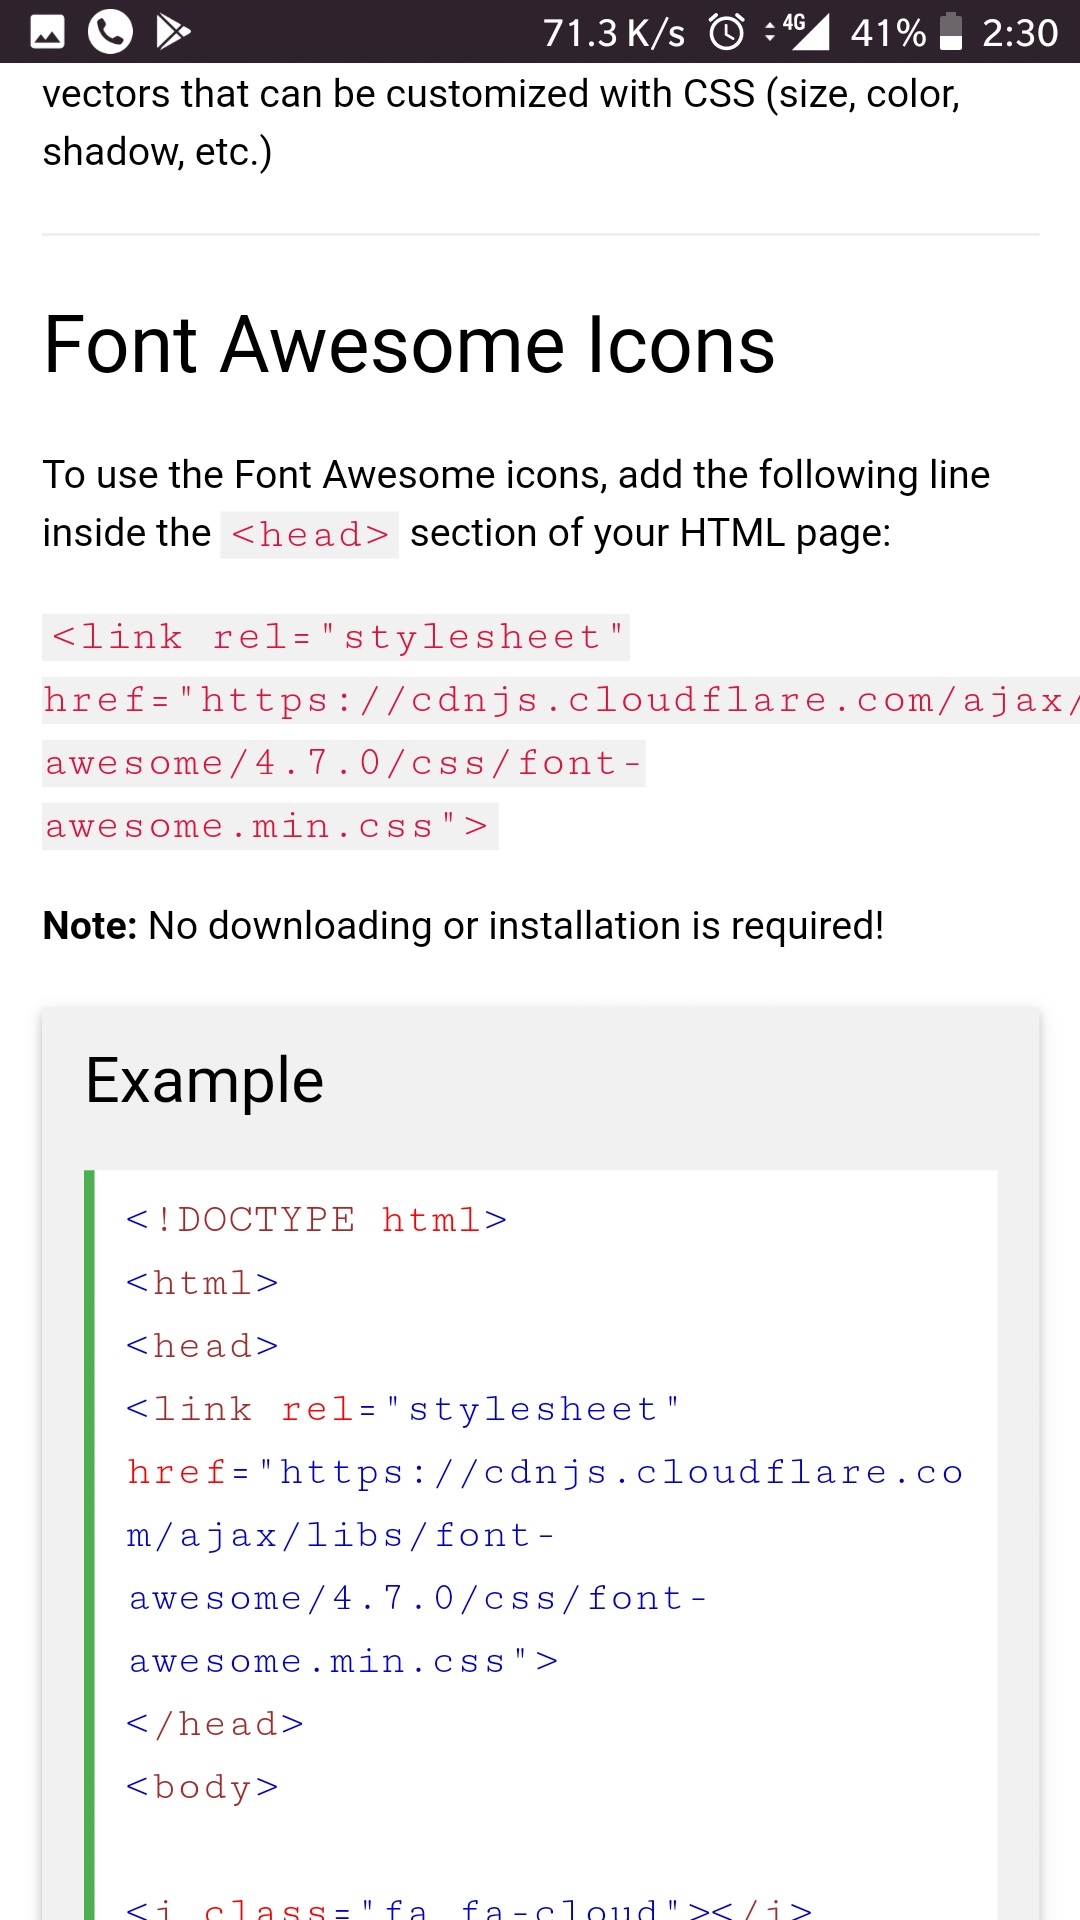 71.3 K/s 4G 41% 2:30
vectors that can be customized with CSS (size, color,
shadow, etc.)
Font Awesome Icons
To use the Font Awesome icons, add the following line
inside the <head> section of your HTML page:
<link rel="stylesheet"
href="https://cdnjs.cloudflare.com/ajax/
awesome/4.7.0/css/font-
awesome.min.css">
Note: No downloading or installation is required!
Example
<!DOCTYPE html>
<html>
<head>
<link rel="stylesheet"
href="https://cdnjs.cloudflare.co
m/ajax/libs/font-
awesome/4.7.0/css/font-
awesome.min.css">
</head>
<body>
<i class="fa fa-cloud"></i>